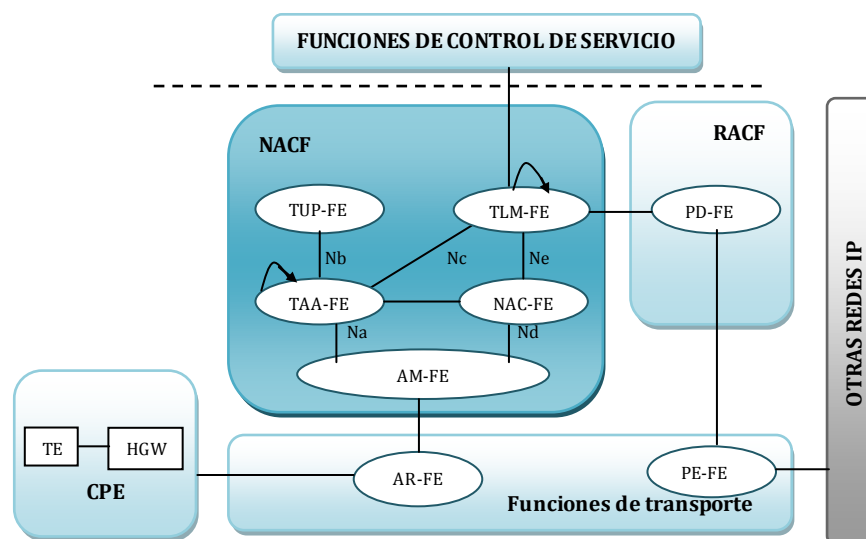 FUNCIONES DE CONTROL DE SERVICIO
NACF
RACF
TUP-FE
TLM-FE
PD-FE
Nb
Nc
Ne
TAA-FE
NAC-FE
Na
Nd
AM-FE
OTRAS REDES IP
TE
HGW
CPE
AR-FE
PE-FE
Funciones de transporte